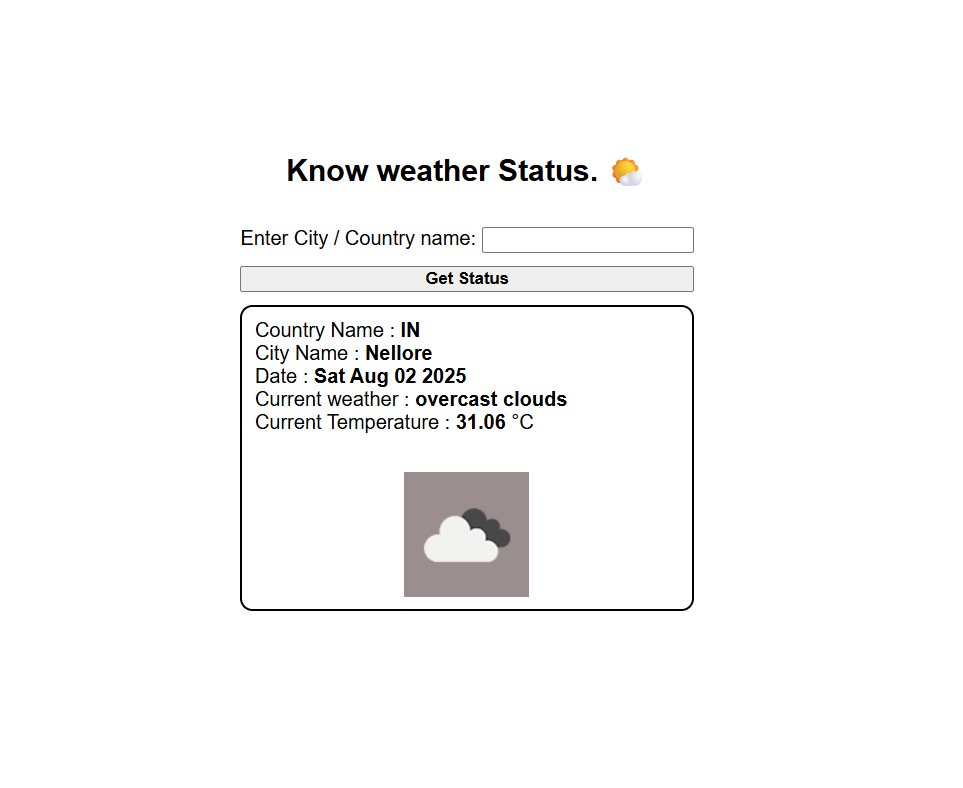 Know weather Status. 🌤️
Enter City / Country name:
Get Status
Country Name : IN
City Name : Nellore
Date : Sat Aug 02 2025
Current weather : overcast clouds
Current Temperature : 31.06 °C